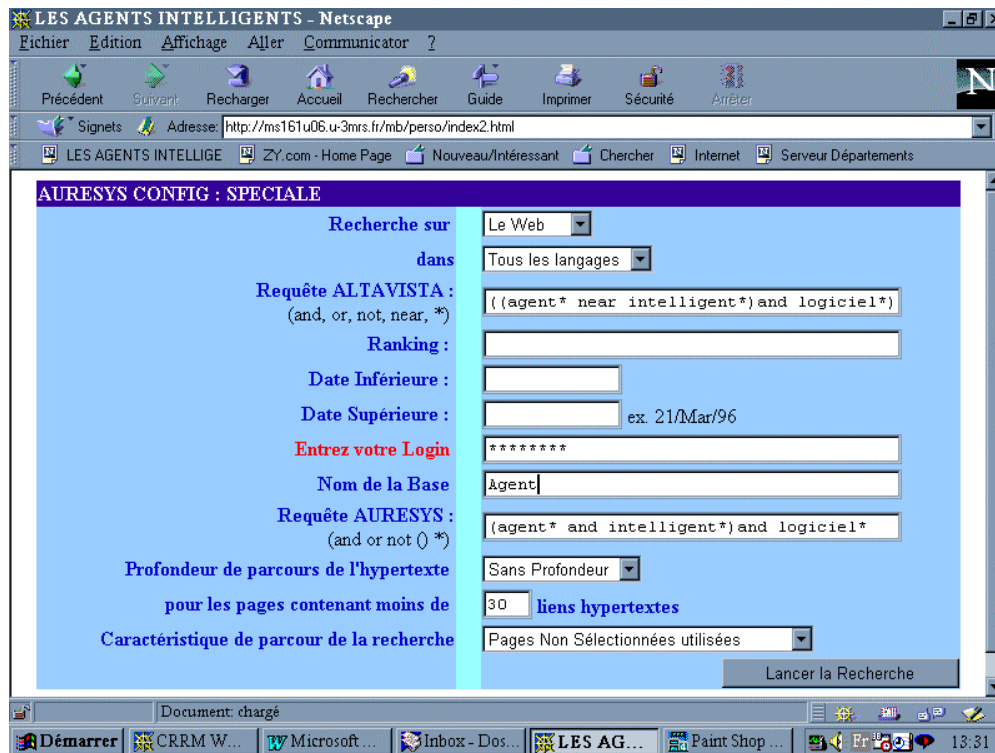 LES AGENTS INTELLIGENTS - Netscape
Fichier Edition Affichage Aller Communicator ?
Précédent Suivant Recharger Accueil Rechercher Guide Imprimer Sécurité Arrêter
N
Signets Adresse: http://ms161u06.u-3mrs.fr/mb/perso/index2.html
LES AGENTS INTELLIGE ZY.com - Home Page Nouveau/Intéressant Chercher Internet Serveur Départements
AURESYS CONFIG : SPECIALE
Recherche sur Le Web
dans Tous les langages
Requête ALTAVISTA : ((agent* near intelligent*)and logiciel*)
(and, or, not, near, *)
Ranking :
Date Inférieure :
Date Supérieure : ex. 21/Mar/96
Entrez votre Login ********
Nom de la Base Agent
Requête AURESYS : (agent* and intelligent*)and logiciel*
(and or not () *)
Profondeur de parcours de l'hypertexte Sans Profondeur
pour les pages contenant moins de 30 liens hypertextes
Caractéristique de parcour de la recherche Pages Non Sélectionnées utilisées
Lancer la Recherche
Document: chargé
Démarrer CRRM W... Microsoft ... Inbox - Dos... LES AG... Paint Shop ... Fr 13:31